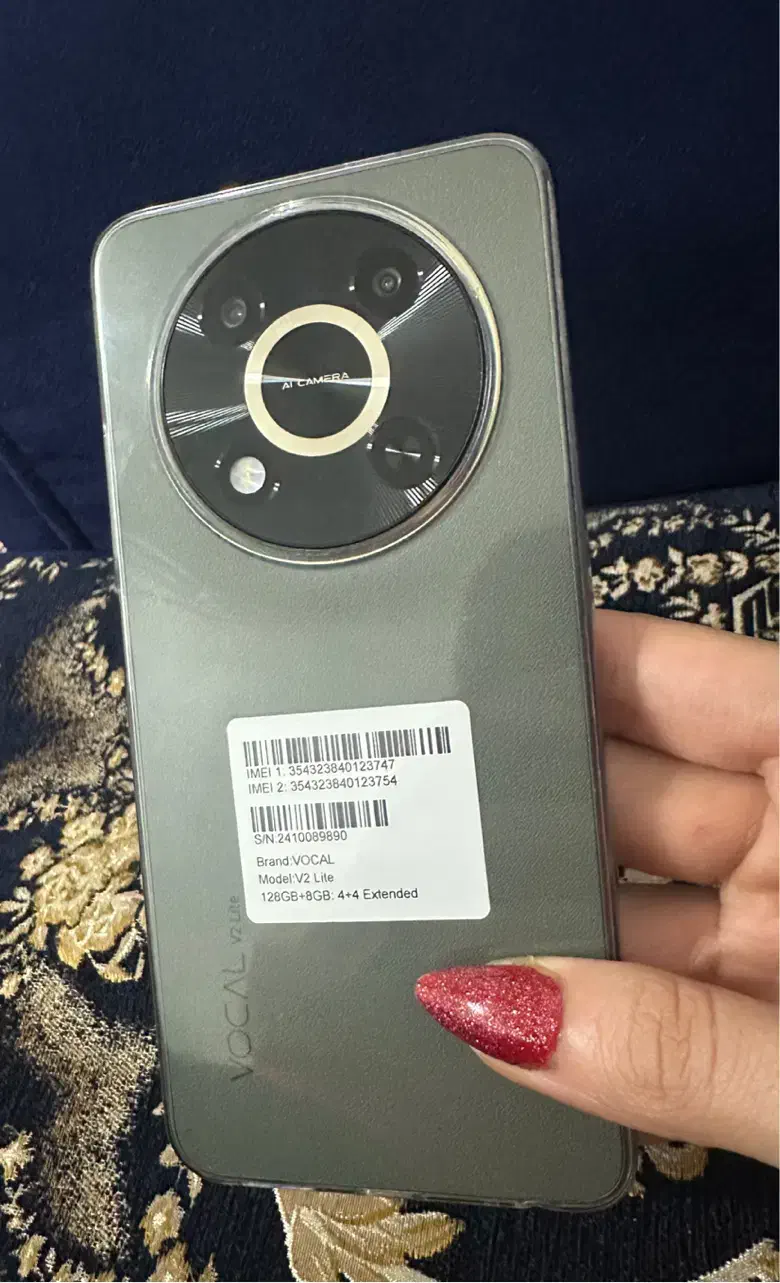 AI CAMERA
IMEI 1: 354323840123747
IMEI 2: 354323840123754
S/N:2410089890
Brand:VOCAL
Model:V2 Lite
128GB+8GB: 4+4 Extended
VOCAL V2 Lite